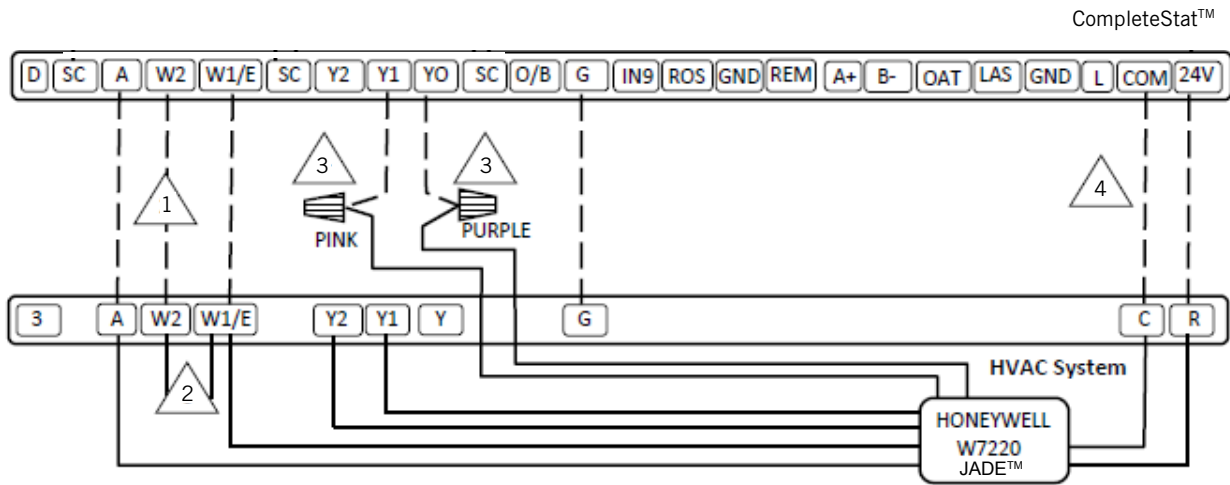 CompleteStat™
D SC A W2 W1/E SC Y2 Y1 YO SC O/B G IN9 ROS GND REM A+ B- OAT LAS GND L COM 24V
3 3
1 4
PINK PURPLE
3 A W2 W1/E Y2 Y1 Y G C R
HVAC System
2
HONEYWELL
W7220
JADE™